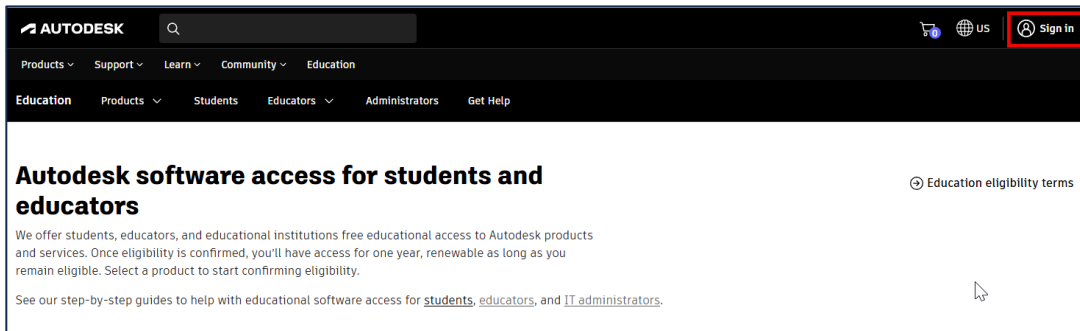 AUTODESK
0
US
Sign in
Products
Support
Learn
Community
Education
Education
Products
Students
Educators
Administrators
Get Help
Autodesk software access for students and
educators
Education eligibility terms
We offer students, educators, and educational institutions free educational access to Autodesk products
and services. Once eligibility is confirmed, you'll have access for one year, renewable as long as you
remain eligible. Select a product to start confirming eligibility.
See our step-by-step guides to help with educational software access for students, educators, and IT administrators.